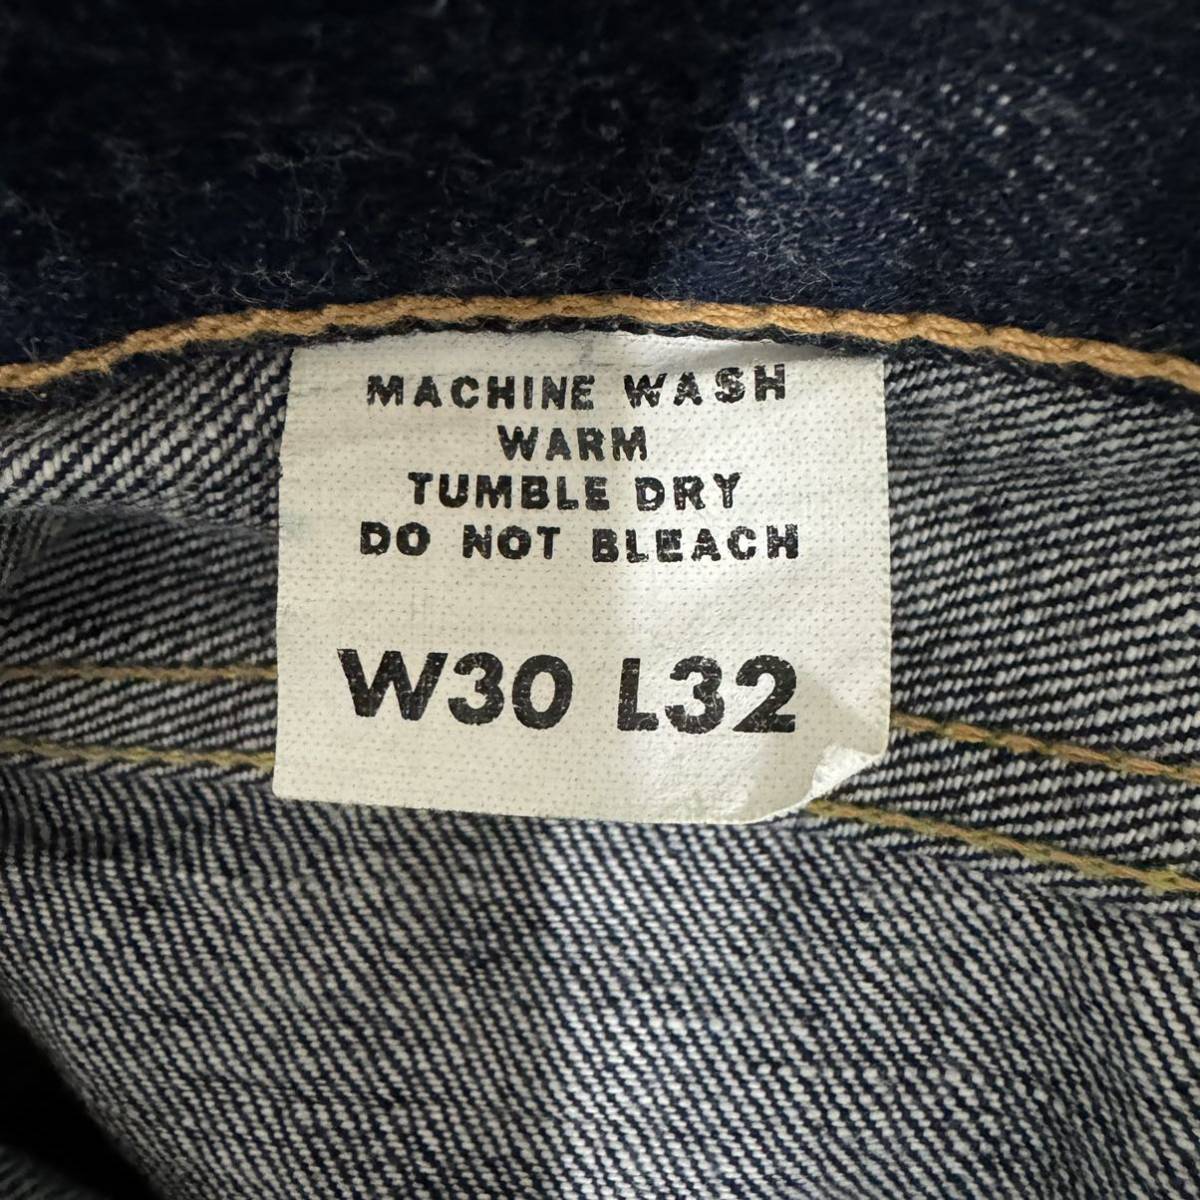 MACHINE WASH
WARM
TUMBLE DRY
DO NOT BLEACH
W30 L32